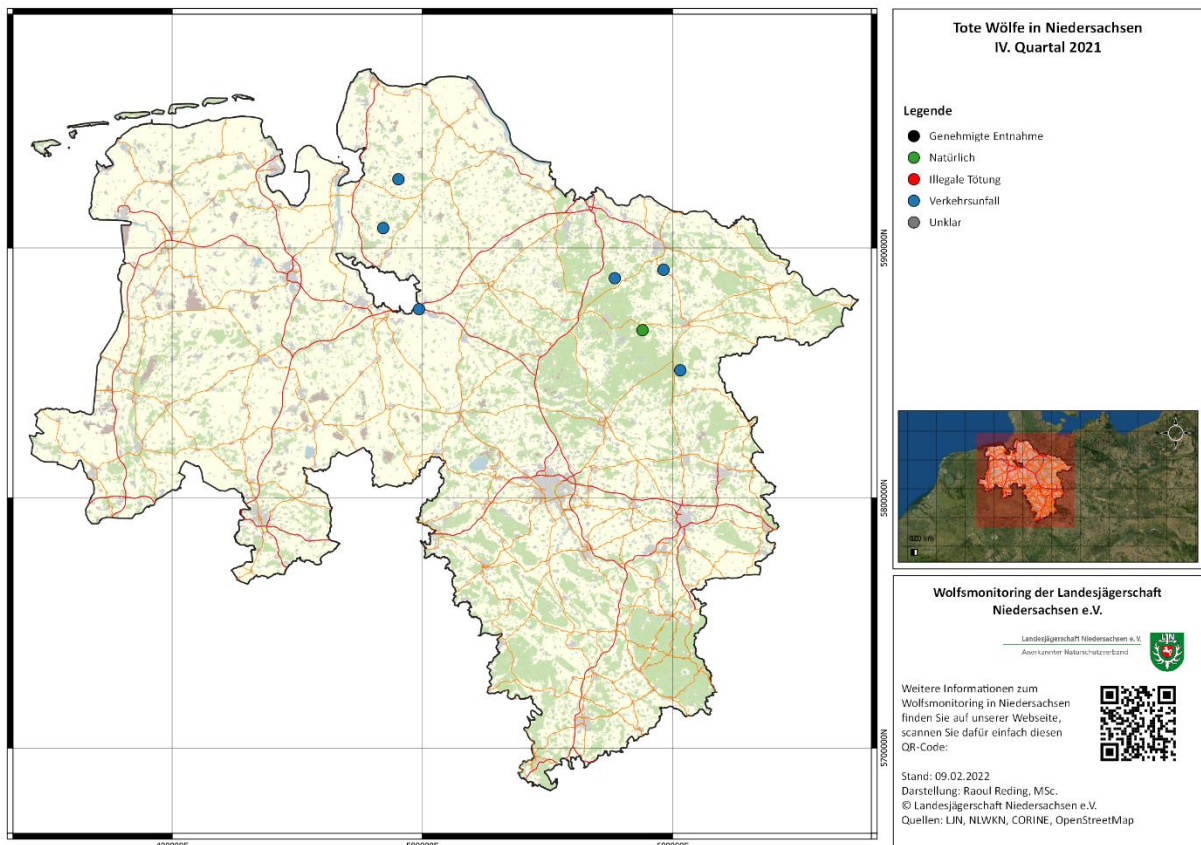 Tote Wölfe in Niedersachsen
IV. Quartal 2021
Legende
Genehmigte Entnahme
Natürlich
Illegale Tötung
Verkehrsunfall
Unklar
5900000N
5800000N
5700000N
N
Wolfsmonitoring der Landesjägerschaft
Niedersachsen e.V.
Landesjägerschaft Niedersachsen e. V.
Anerkannter Naturschutzverband
LJN
Weitere Informationen zum
Wolfsmonitoring in Niedersachsen
finden Sie auf unserer Webseite,
scannen Sie dafür einfach diesen
QR-Code:
Stand: 09.02.2022
Darstellung: Raoul Reding, MSc.
© Landesjägerschaft Niedersachsen e.V.
Quellen: LJN, NLWKN, CORINE, OpenStreetMap